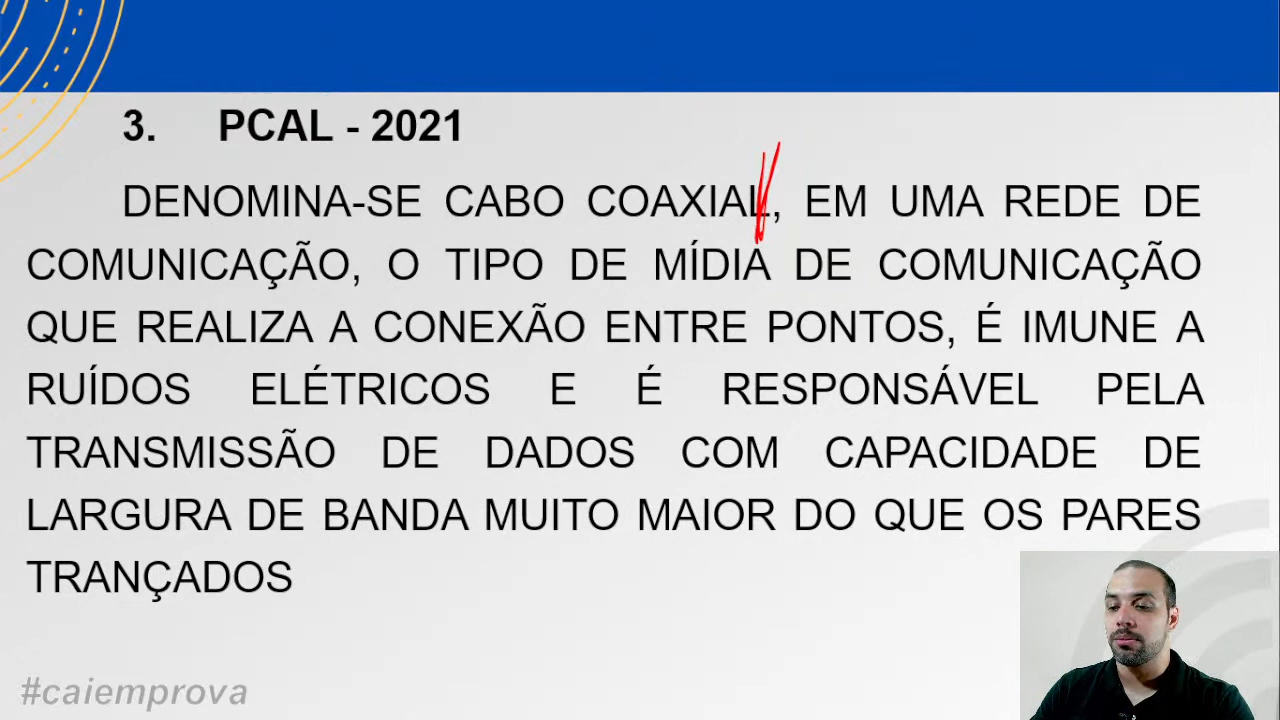 3. PCAL - 2021
DENOMINA-SE CABO COAXIAL, EM UMA REDE DE
COMUNICAÇÃO, O TIPO DE MÍDIA DE COMUNICAÇÃO
QUE REALIZA A CONEXÃO ENTRE PONTOS, É IMUNE A
RUÍDOS ELÉTRICOS E É RESPONSÁVEL PELA
TRANSMISSÃO DE DADOS COM CAPACIDADE DE
LARGURA DE BANDA MUITO MAIOR DO QUE OS PARES
TRANÇADOS
#caiemprova